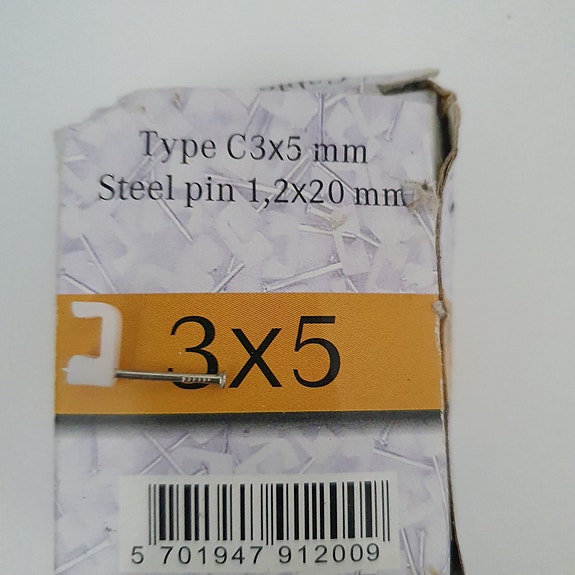 Type C3x5 mm
Steel pin 1,2x20 mm
3x5
5 701947 912009